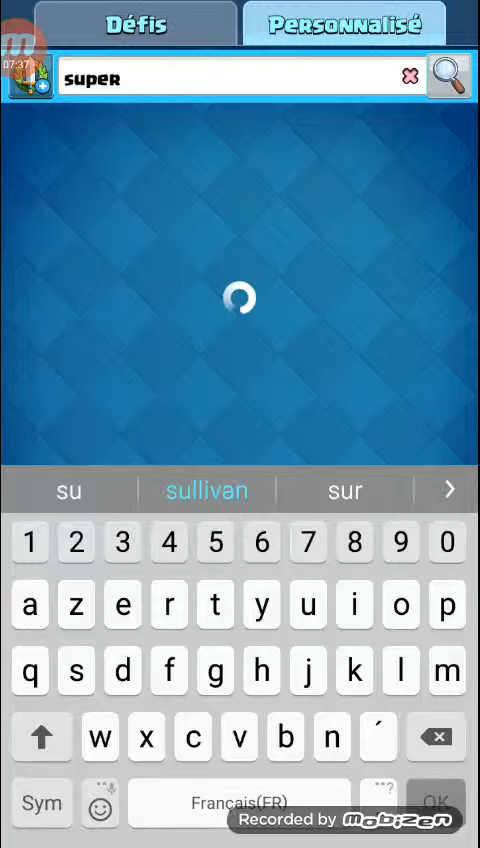 Défis Personnalisé
07:37
super
su sullivan sur
1 2 3 4 5 6 7 8 9 0
a z e r t y u i o p
q s d f g h j k l m
w x c v b n ´
Sym Français(FR) OK
Recorded by mobizen